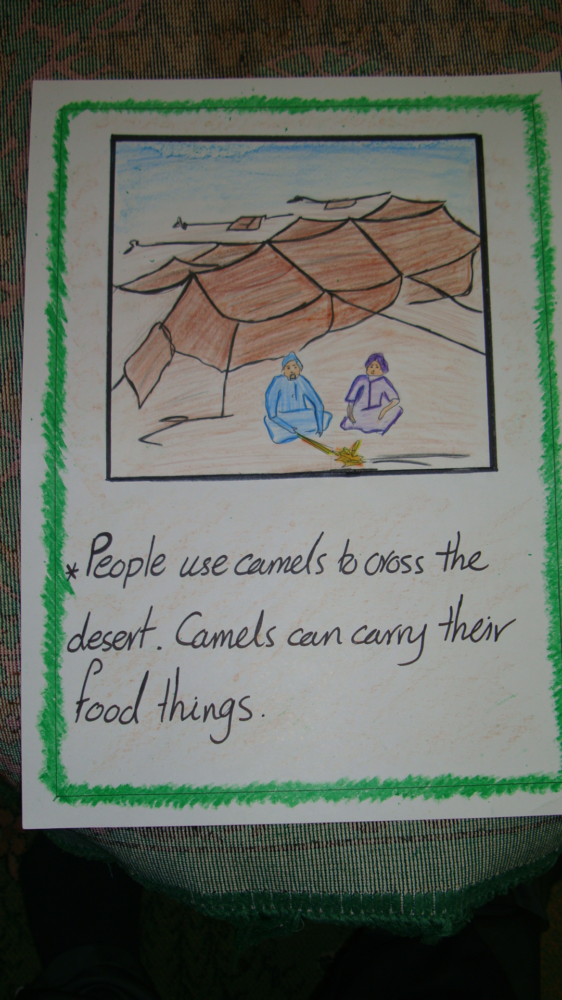 *People use camels to cross the
desert. Camels can carry their
food things.